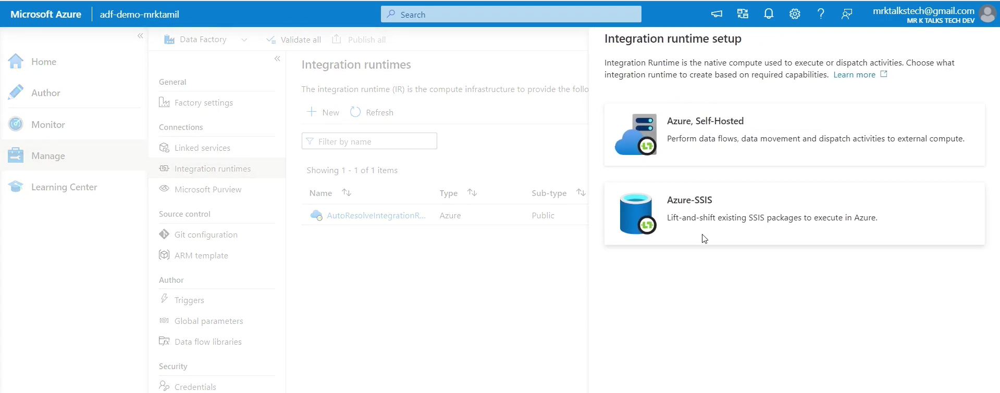 Microsoft Azure
adf-demo-mrktamil
Search
mrktalkstech@gmail.com
MR K TALKS TECH DEV
Home
Author
Monitor
Manage
Learning Center
Data Factory
Validate all
Publish all
General
Factory settings
Connections
Linked services
Integration runtimes
Microsoft Purview
Source control
Git configuration
ARM template
Author
Triggers
Global parameters
Data flow libraries
Security
Credentials
Integration runtimes
The integration runtime (IR) is the compute infrastructure to provide the follo
New
Refresh
Filter by name
Showing 1 - 1 of 1 items
Name Type Sub-type
AutoResolveIntegrationR... Azure Public
Integration runtime setup
Integration Runtime is the native compute used to execute or dispatch activities. Choose what
integration runtime to create based on required capabilities. Learn more
Azure, Self-Hosted
Perform data flows, data movement and dispatch activities to external compute.
Azure-SSIS
Lift-and-shift existing SSIS packages to execute in Azure.